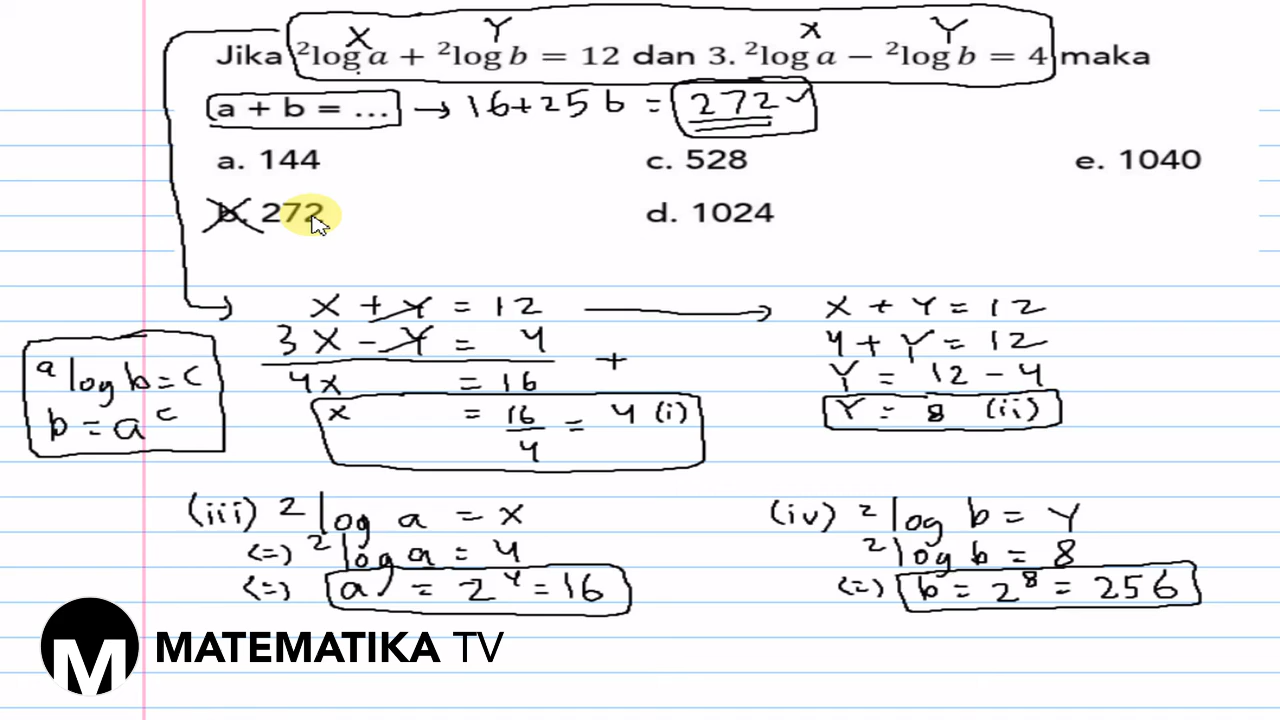 X Y X Y
Jika ²log a + ²log b = 12 dan 3. ²log a − ²log b = 4 maka
a + b = ... → 16+256 = 272 ✓
a. 144 c. 528 e. 1040
b. 272 d. 1024
X + Y = 12 → X + Y = 12
3X − Y = 4 + 4 + Y = 12
4X = 16 Y = 12 − 4
x = 16/4 = 4 (i) Y = 8 (ii)
ᵃlog b = c
b = aᶜ
(iii) ²log a = X (iv) ²log b = Y
(=) ²log a = 4 ²log b = 8
(=) a = 2⁴ = 16 (=) b = 2⁸ = 256
M MATEMATIKA TV